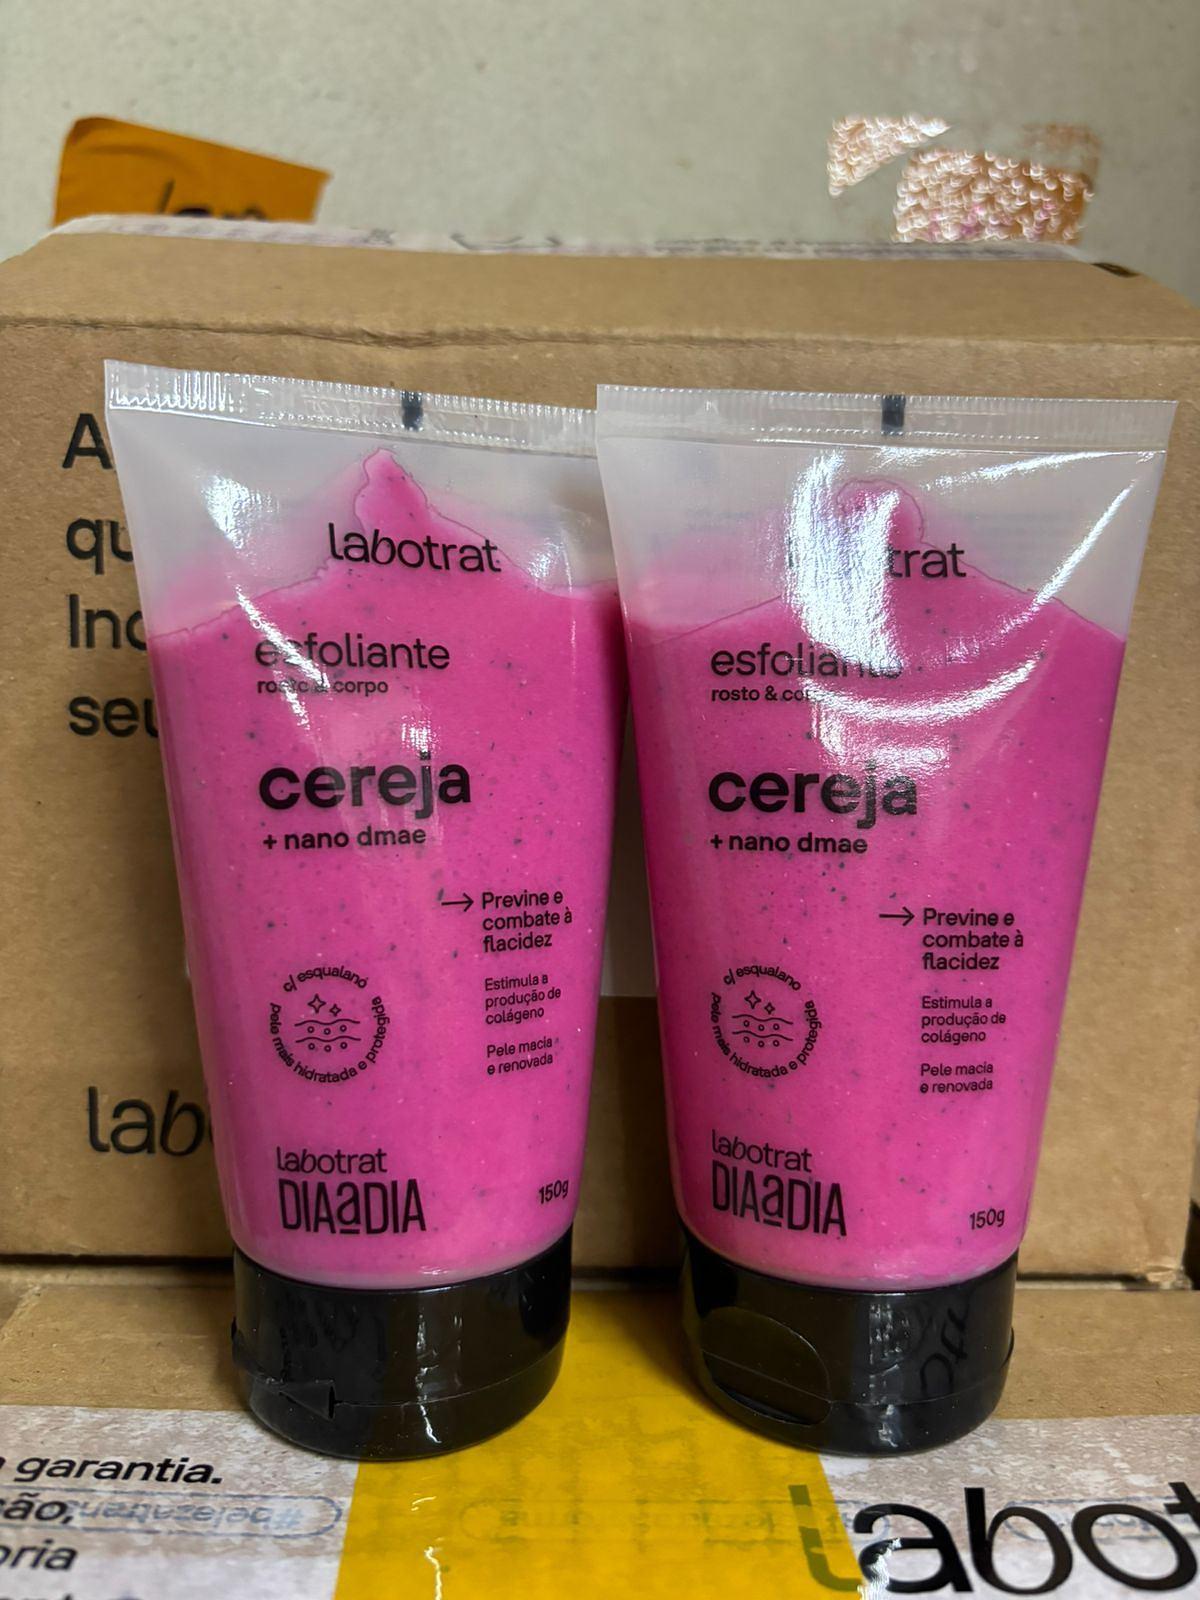 labotrat
esfoliante
rosto & corpo
cereja
+ nano dmae
→ Previne e
combate à
flacidez
Estimula a
produção de
colágeno
Pele macia
e renovada
c/ esqualano
pele mais hidratada e protegida
labotrat
DIAaDIA
150g
trat
esfoliante
rosto &
cereja
+ nano dmae
→ Previne e
combate à
flacidez
Estimula a
produção de
colágeno
Pele macia
e renovada
c/ esqualano
pele mais hidratada e protegida
labotrat
DIAaDIA
150g
garantia.
labot